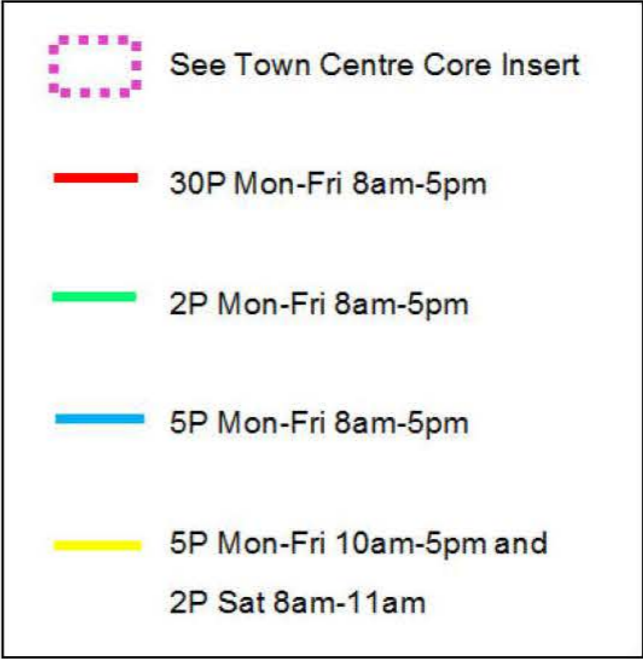 See Town Centre Core Insert
30P Mon-Fri 8am-5pm
2P Mon-Fri 8am-5pm
5P Mon-Fri 8am-5pm
5P Mon-Fri 10am-5pm and
2P Sat 8am-11am